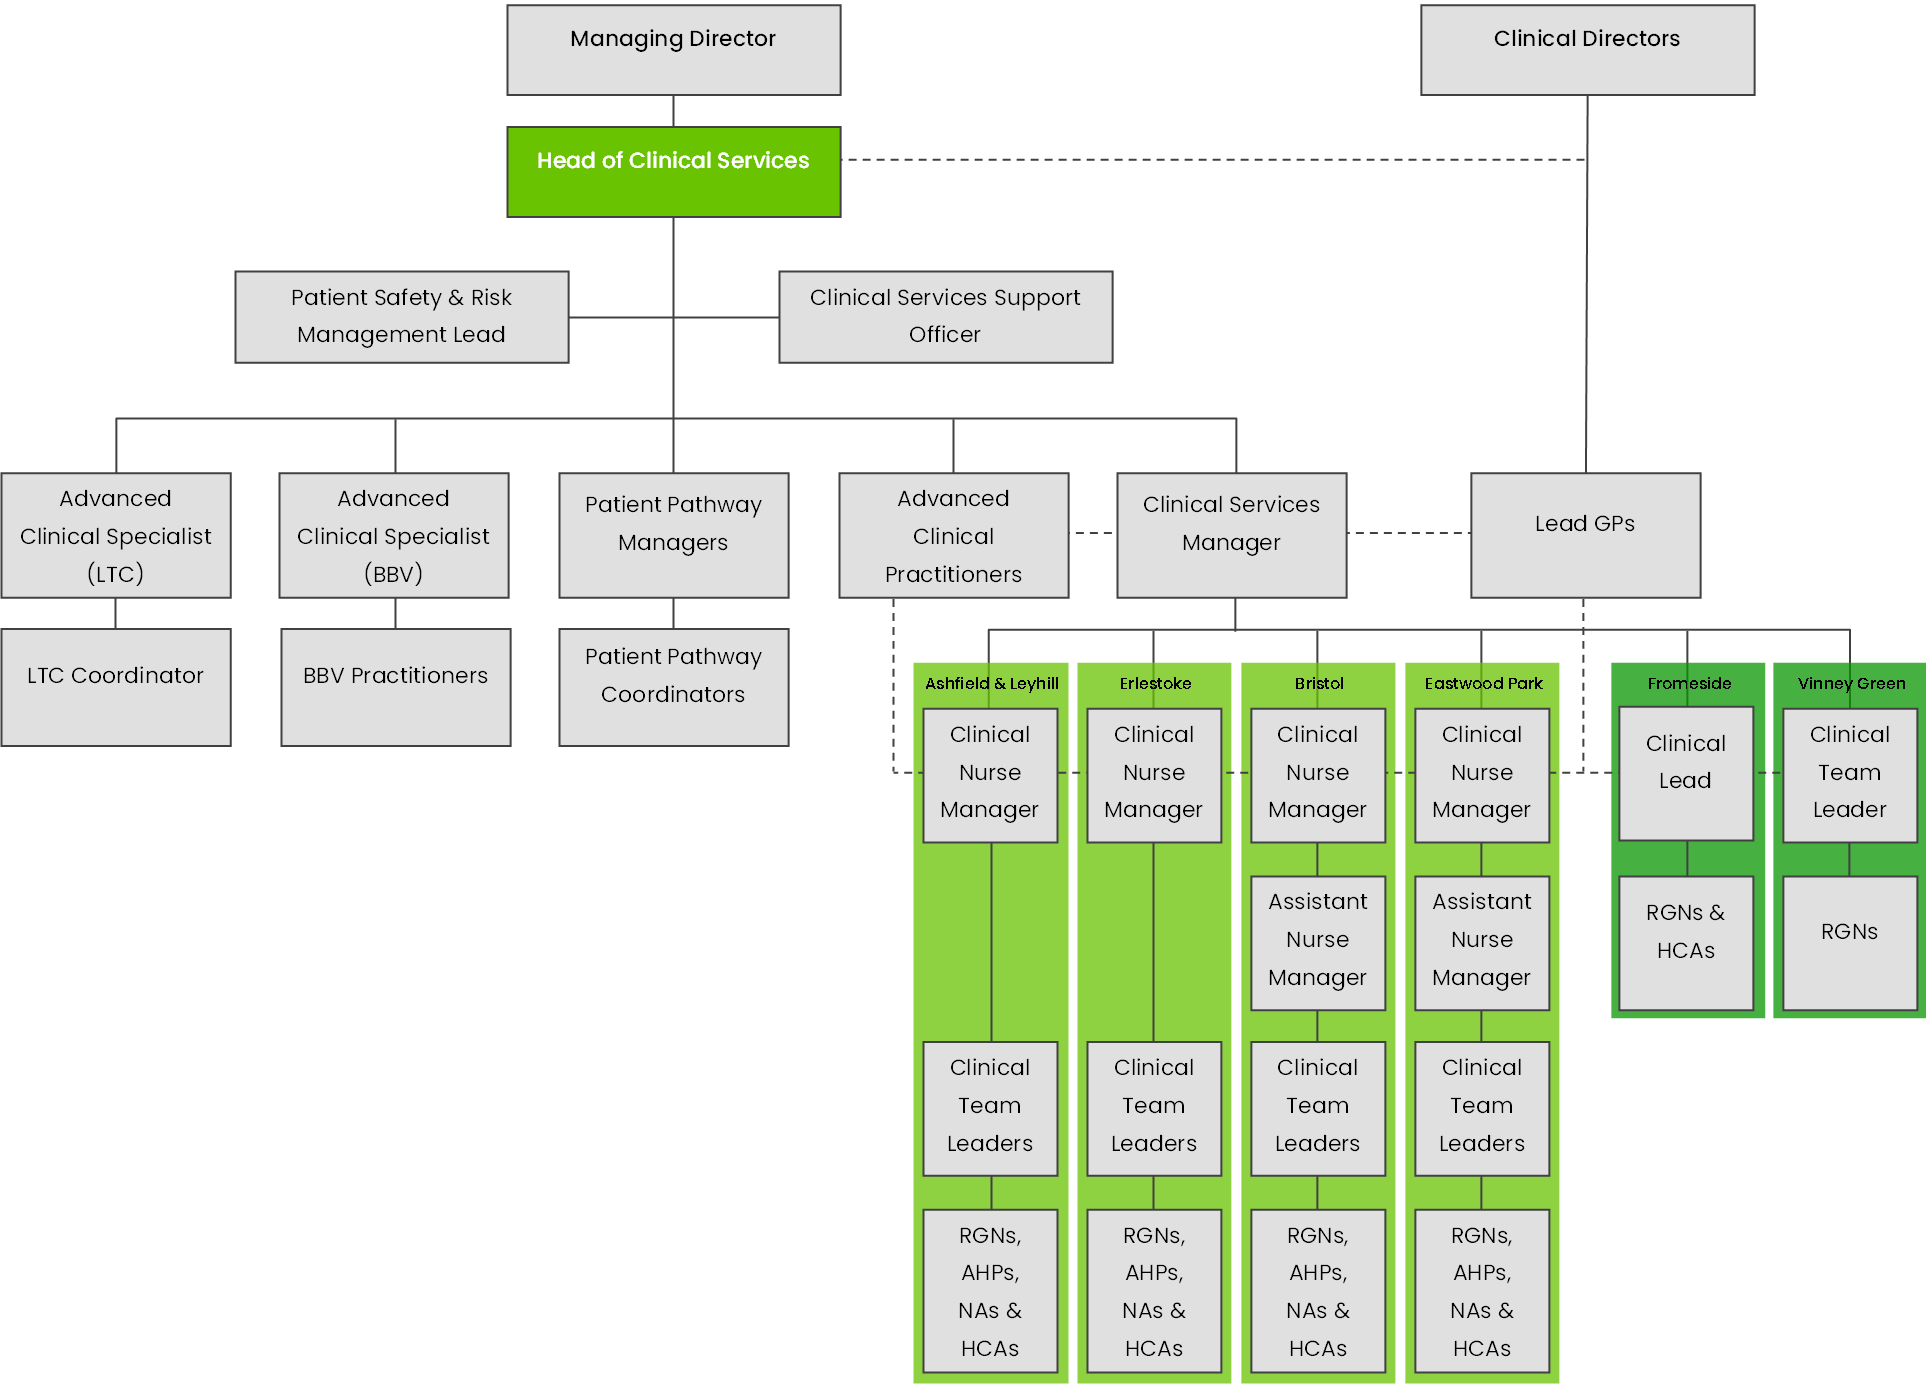 Managing Director
Clinical Directors
Head of Clinical Services
Patient Safety & Risk
Management Lead
Clinical Services Support
Officer
Advanced
Clinical Specialist
(LTC)
Advanced
Clinical Specialist
(BBV)
Patient Pathway
Managers
Advanced
Clinical
Practitioners
Clinical Services
Manager
Lead GPs
LTC Coordinator
BBV Practitioners
Patient Pathway
Coordinators
Ashfield & Leyhill
Clinical
Nurse
Manager
Clinical
Team
Leaders
RGNs,
AHPs,
NAs &
HCAs
Erlestoke
Clinical
Nurse
Manager
Clinical
Team
Leaders
RGNs,
AHPs,
NAs &
HCAs
Bristol
Clinical
Nurse
Manager
Assistant
Nurse
Manager
Clinical
Team
Leaders
RGNs,
AHPs,
NAs &
HCAs
Eastwood Park
Clinical
Nurse
Manager
Assistant
Nurse
Manager
Clinical
Team
Leaders
RGNs,
AHPs,
NAs &
HCAs
Fromeside
Clinical
Lead
RGNs &
HCAs
Vinney Green
Clinical
Team
Leader
RGNs